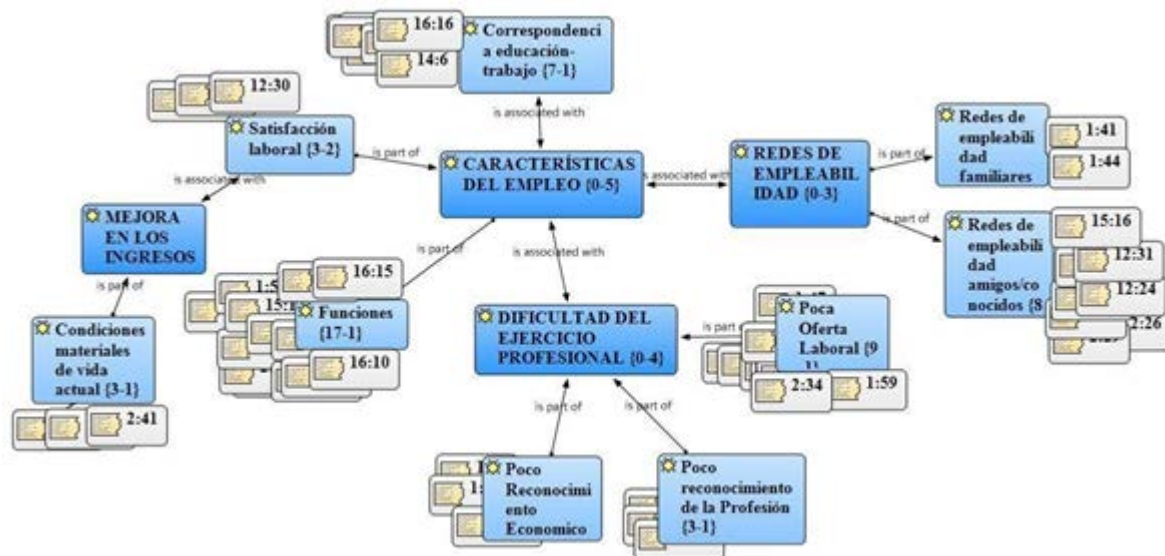 16:16
14:6
Correspondenci
a educación-
trabajo {7-1}
12:30
is associated with
Satisfacción
laboral {3-2}
is part of
CARACTERÍSTICAS
DEL EMPLEO {0-5}
is associated with
REDES DE
EMPLEABIL
IDAD {0-3}
is part of
Redes de
empleabili
dad
familiares
1:41
1:44
is associated with
MEJORA
EN LOS
INGRESOS
is part of
is associated with
is part of
Redes de
empleabili
dad
amigos/co
nocidos {8
15:16
12:31
12:24
2:26
is part of
16:15
Funciones
{17-1}
16:10
Condiciones
materiales
de vida
actual {3-1}
2:41
DIFICULTAD DEL
EJERCICIO
PROFESIONAL {0-4}
is part
Poca
Oferta
Laboral {9
2:34
1:59
is part of
is part of
Poco
Reconocimi
ento
Economico
Poco
reconocimiento
de la Profesión
{3-1}